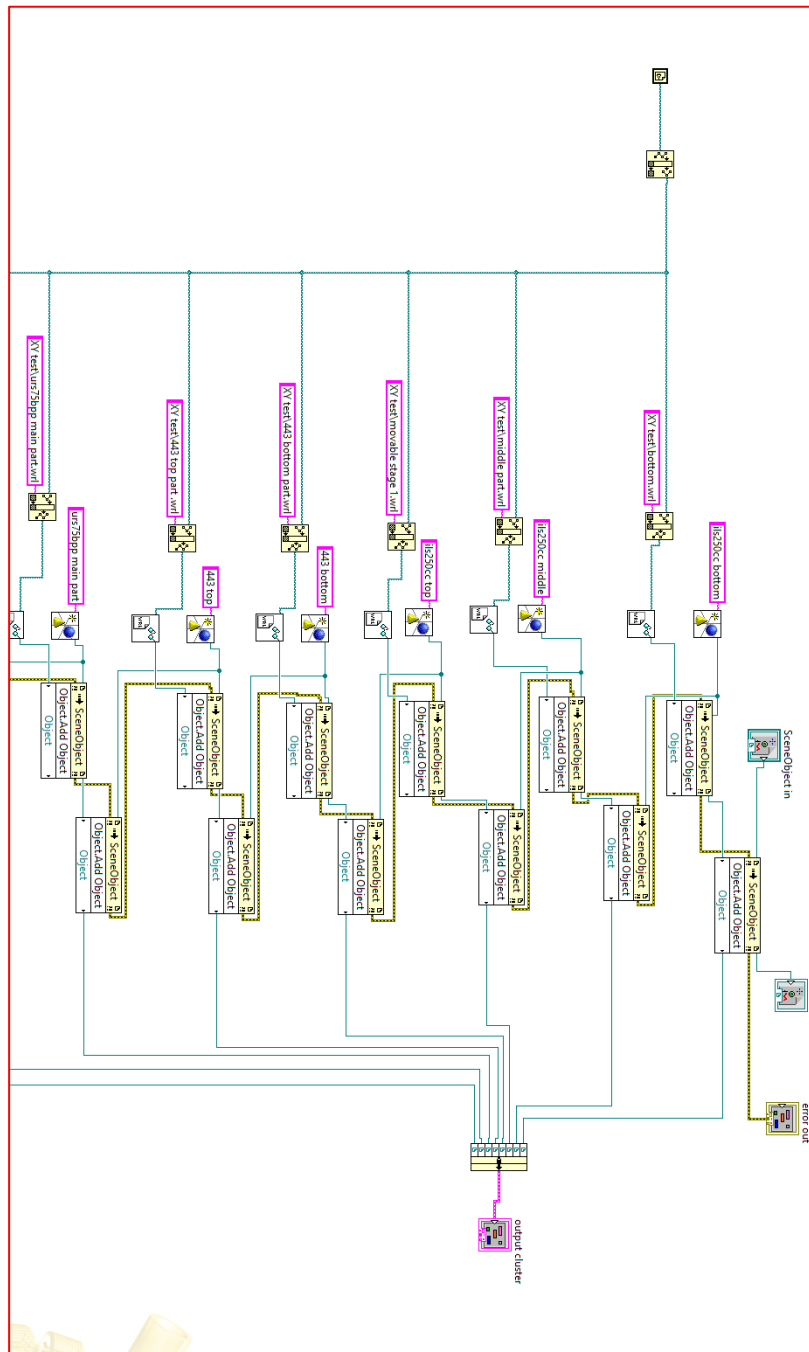 error out
SceneObject in
SceneObject
Object.Add Object
Object
ils250cc bottom
SceneObject
Object.Add Object
Object
XY test\bottom.wrl
WRL
SceneObject
Object.Add Object
Object
ils250cc middle
SceneObject
Object.Add Object
Object
XY test\middle part.wrl
WRL
output cluster
SceneObject
Object.Add Object
Object
ils250cc top
SceneObject
Object.Add Object
Object
XY test\movable stage 1.wrl
WRL
SceneObject
Object.Add Object
Object
443 bottom
SceneObject
Object.Add Object
Object
XY test\443 bottom part.wrl
WRL
SceneObject
Object.Add Object
Object
443 top
SceneObject
Object.Add Object
Object
XY test\443 top part .wrl
WRL
SceneObject
Object.Add Object
Object
urs75bpp main part
SceneObject
Object.Add Object
Object
XY test\urs75bpp main part.wrl